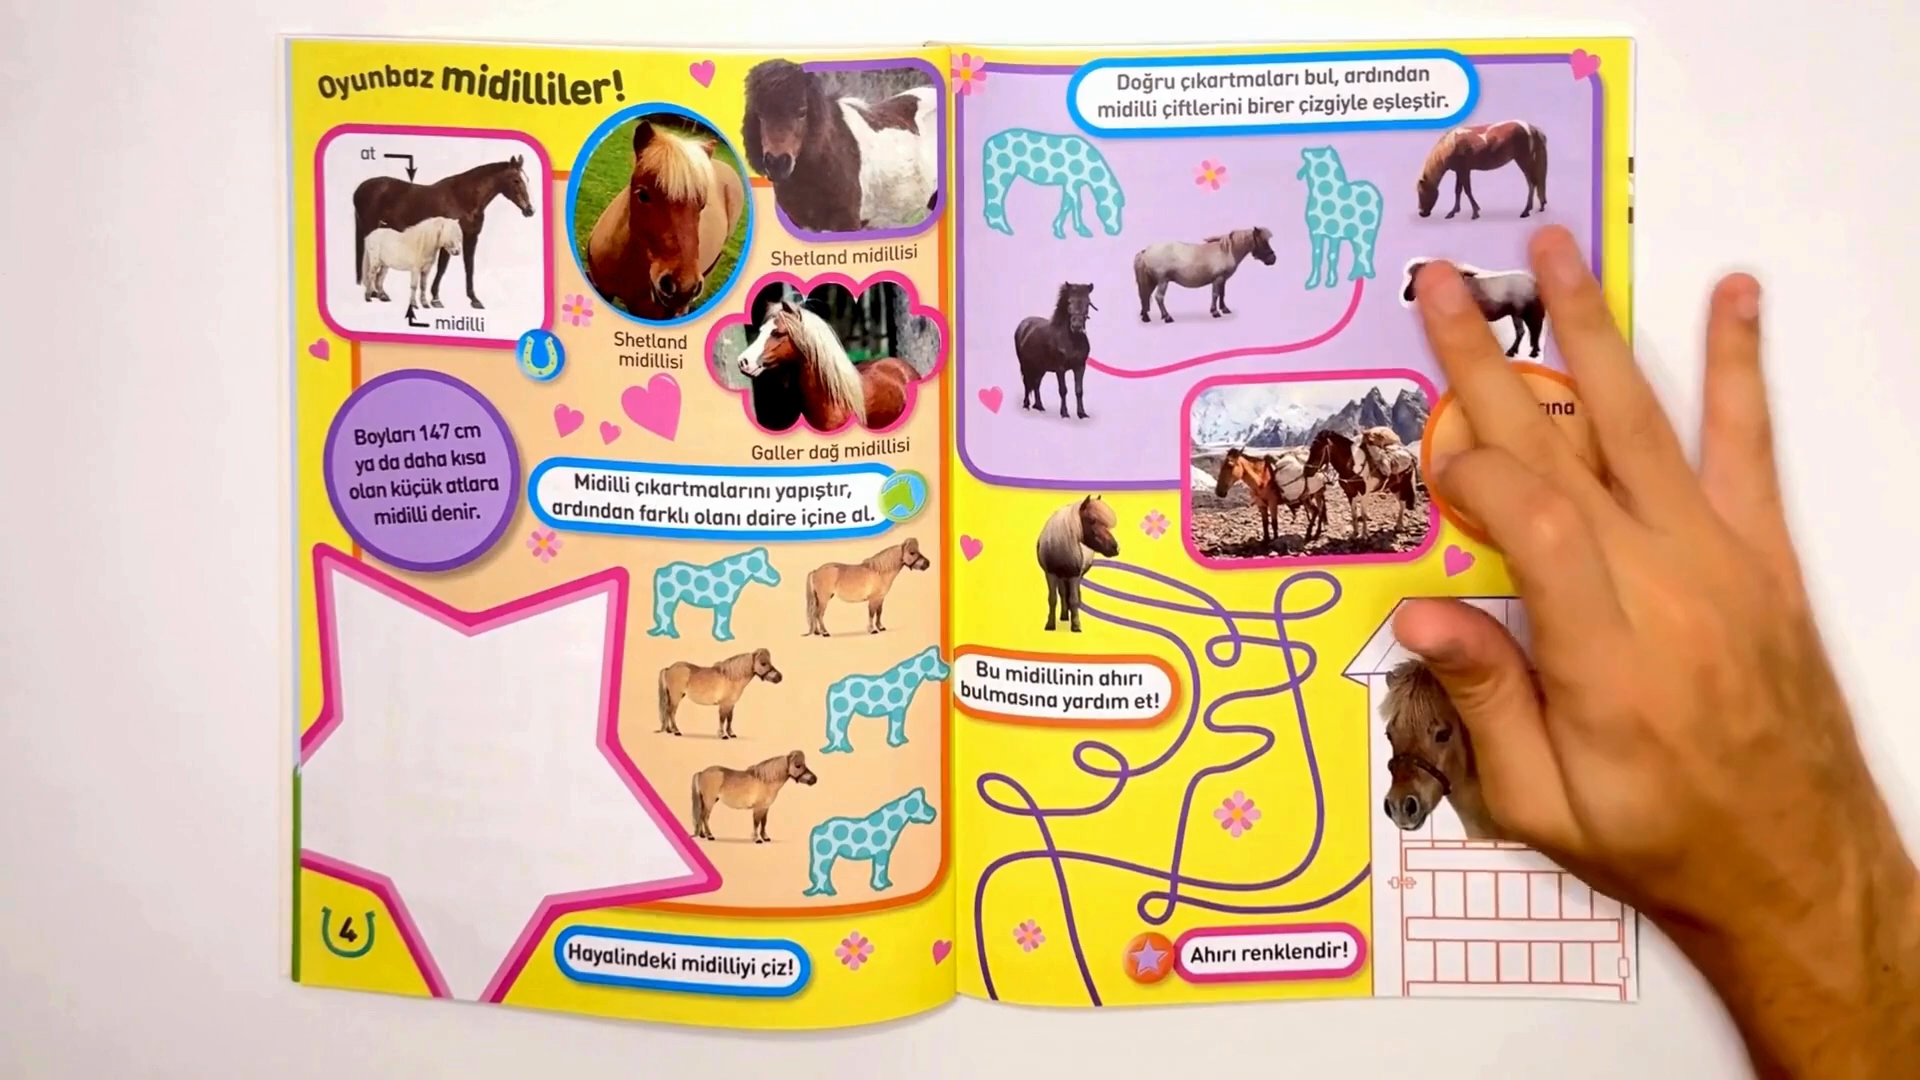 Oyunbaz midilliler!
at
midilli
Shetland
midillisi
Shetland midillisi
Galler dağ midillisi
Boyları 147 cm
ya da daha kısa
olan küçük atlara
midilli denir.
Midilli çıkartmalarını yapıştır,
ardından farklı olanı daire içine al.
Hayalindeki midilliyi çiz!
4
Doğru çıkartmaları bul, ardından
midilli çiftlerini birer çizgiyle eşleştir.
Bu midillinin ahırı
bulmasına yardım et!
Ahırı renklendir!